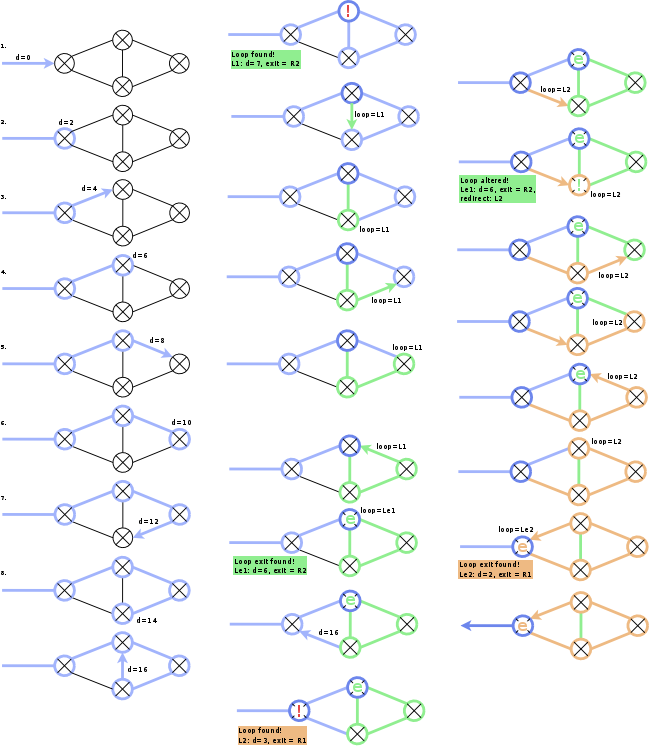 1.
d=0
2.
d=2
3.
d=4
4.
d=6
5.
d=8
6.
d=10
7.
d=12
8.
d=14
d=16
!
Loop found!
L1: d=7, exit = R2
loop=L1
loop=L1
loop=L1
loop=L1
loop=L1
loop=Le1
e
Loop exit found!
Le1: d=6, exit = R2
e
d=16
e
!
Loop found!
L2: d=3, exit = R1
e
loop=L2
e
!
Loop altered!
Le1: d=6, exit = R2,
redirect: L2
loop=L2
e
loop=L2
e
loop=L2
e
loop=L2
loop=L2
loop=Le2
e
Loop exit found!
Le2: d=2, exit = R1
e